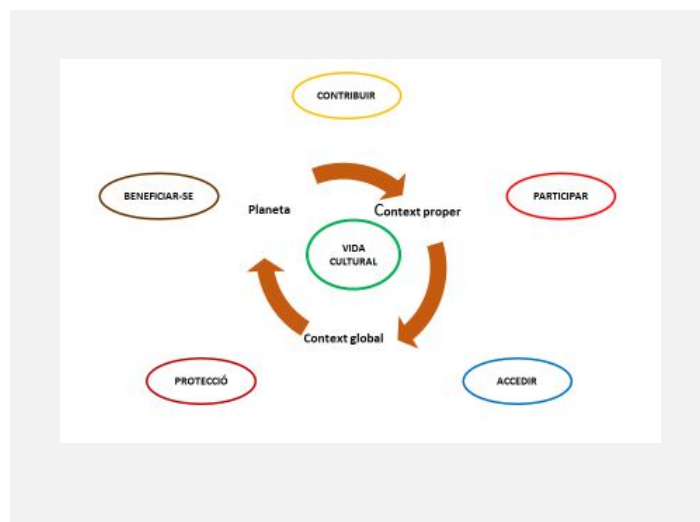 CONTRIBUIR
BENEFICIAR-SE
PARTICIPAR
Planeta
Context proper
VIDA
CULTURAL
Context global
PROTECCIÓ
ACCEDIR